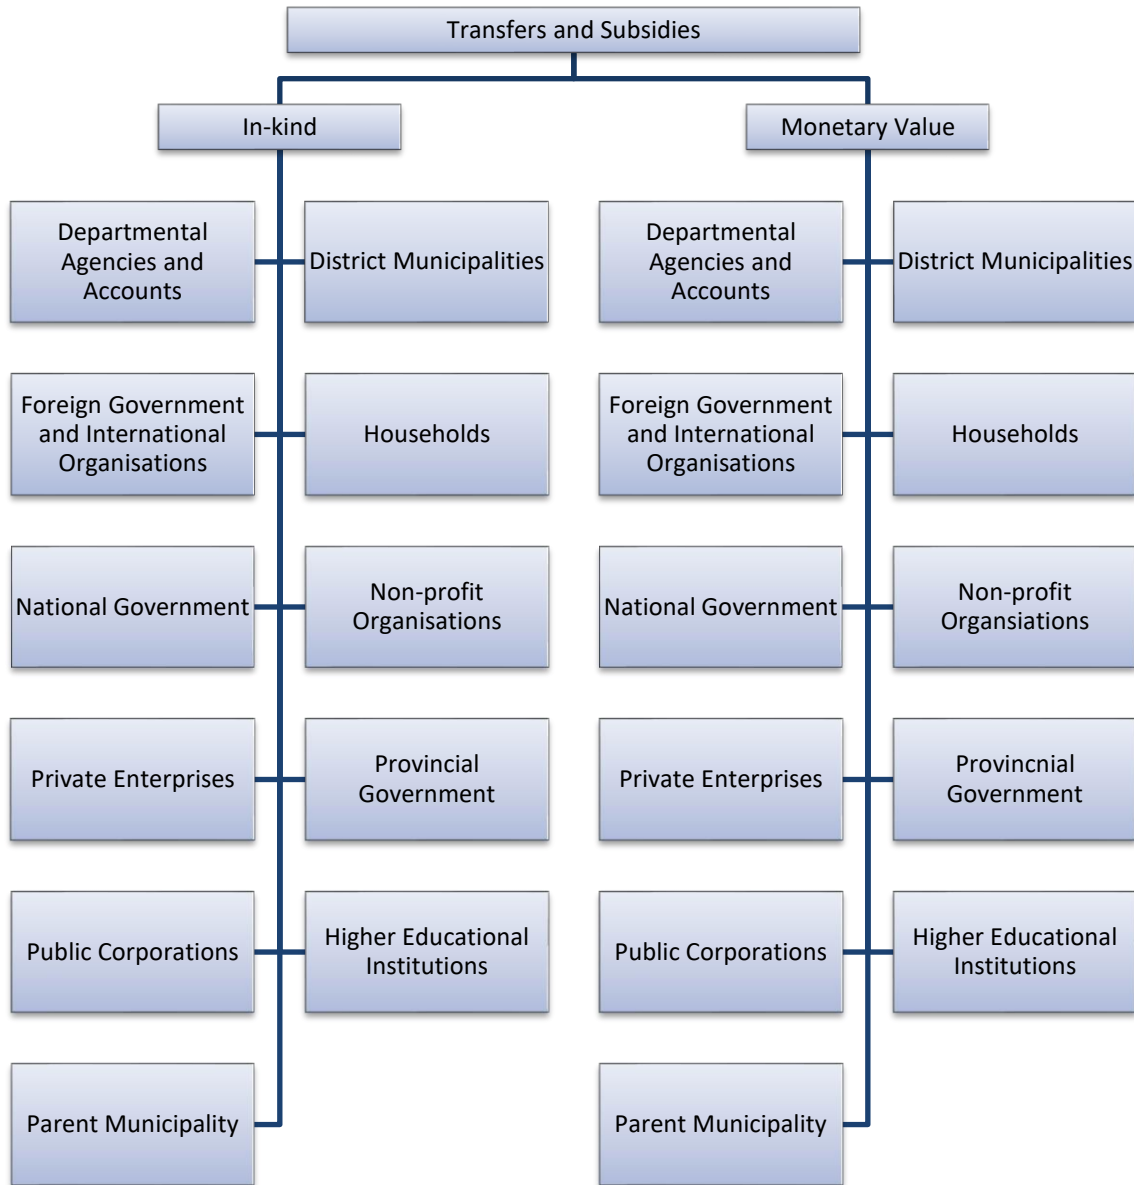 Transfers and Subsidies
In-kind
Monetary Value
Departmental
Agencies and
Accounts
District Municipalities
Departmental
Agencies and
Accounts
District Municipalities
Foreign Government
and International
Organisations
Households
Foreign Government
and International
Organisations
Households
National Government
Non-profit
Organisations
National Government
Non-profit
Organsiations
Private Enterprises
Provincial
Government
Private Enterprises
Provincnial
Government
Public Corporations
Higher Educational
Institutions
Public Corporations
Higher Educational
Institutions
Parent Municipality
Parent Municipality